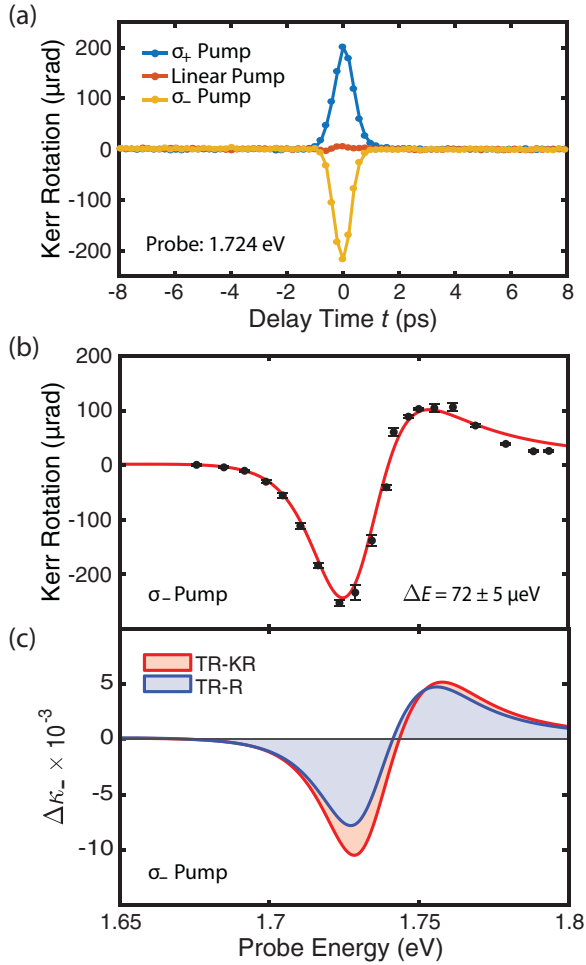 (a)
200
100
0
-100
-200
Kerr Rotation (μrad)
σ+ Pump
Linear Pump
σ− Pump
Probe: 1.724 eV
-8 -6 -4 -2 0 2 4 6 8
Delay Time t (ps)
(b)
200
100
0
-100
-200
Kerr Rotation (μrad)
σ− Pump
ΔE = 72 ± 5 μeV
(c)
TR-KR
TR-R
5
0
-5
-10
Δκ− × 10⁻³
σ− Pump
1.65 1.7 1.75 1.8
Probe Energy (eV)